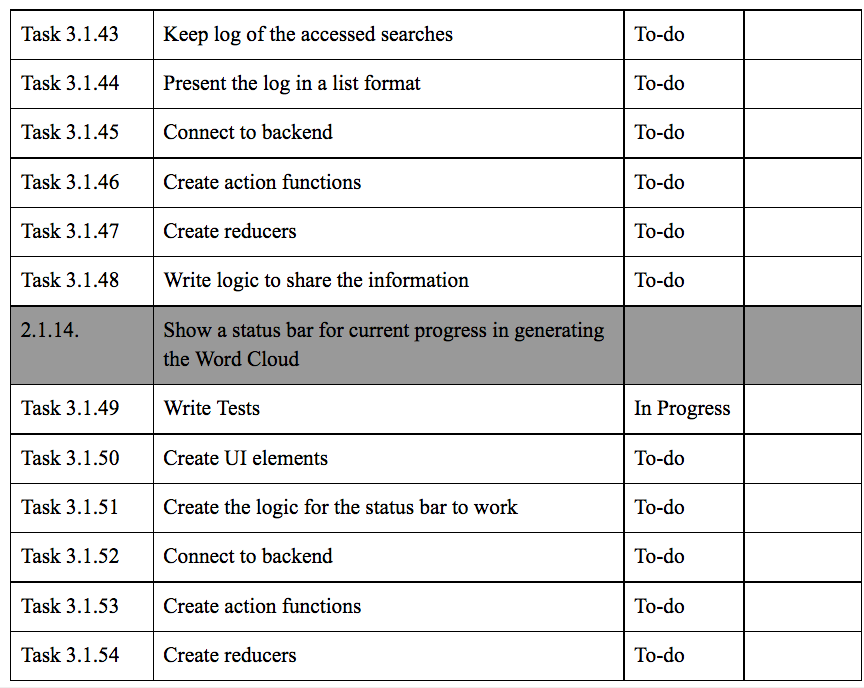 Task 3.1.43 Keep log of the accessed searches To-do
Task 3.1.44 Present the log in a list format To-do
Task 3.1.45 Connect to backend To-do
Task 3.1.46 Create action functions To-do
Task 3.1.47 Create reducers To-do
Task 3.1.48 Write logic to share the information To-do
2.1.14. Show a status bar for current progress in generating
the Word Cloud
Task 3.1.49 Write Tests In Progress
Task 3.1.50 Create UI elements To-do
Task 3.1.51 Create the logic for the status bar to work To-do
Task 3.1.52 Connect to backend To-do
Task 3.1.53 Create action functions To-do
Task 3.1.54 Create reducers To-do